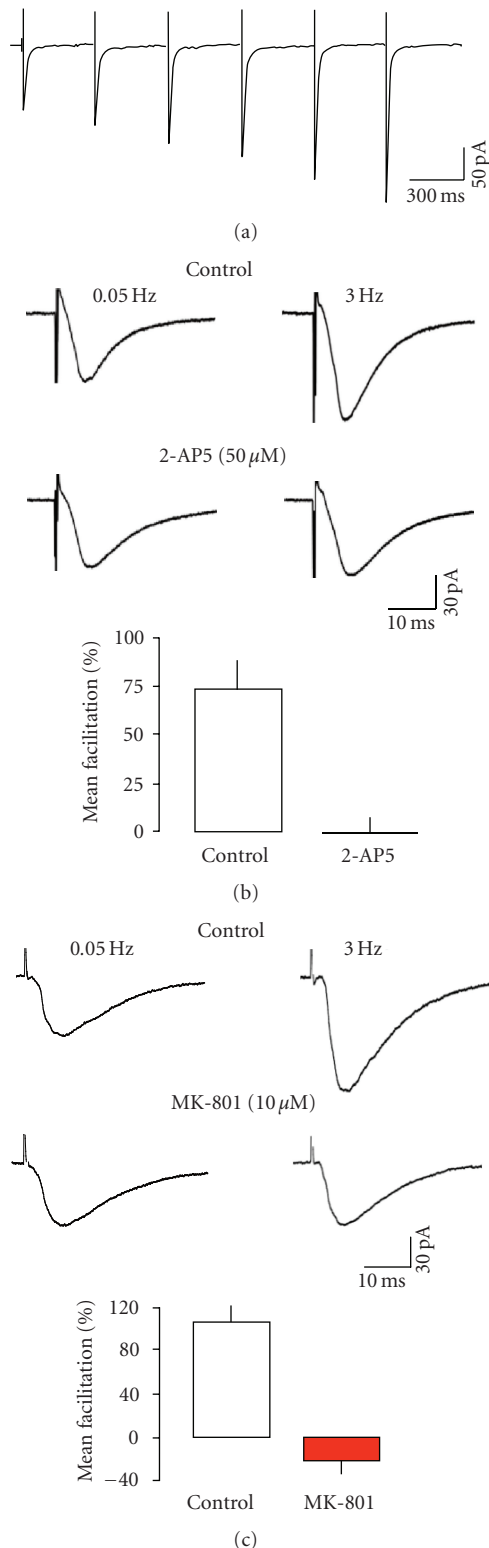 50 pA
300 ms
(a)
Control
0.05 Hz 3 Hz
2-AP5 (50 μM)
30 pA
10 ms
Mean facilitation (%)
100
75
50
25
0
Control 2-AP5
(b)
Control
0.05 Hz 3 Hz
MK-801 (10 μM)
30 pA
10 ms
Mean facilitation (%)
120
80
40
0
−40
Control MK-801
(c)